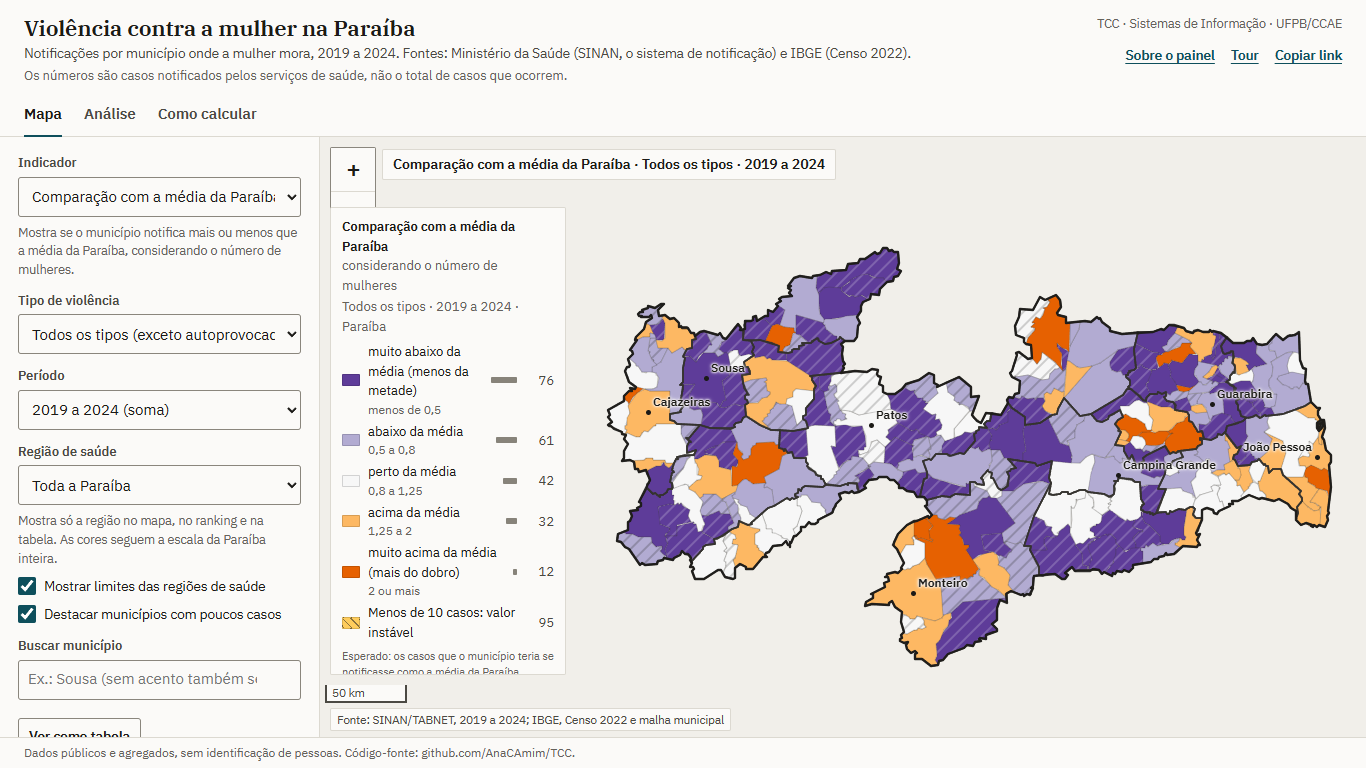 Violência contra a mulher na Paraíba
TCC · Sistemas de Informação · UFPB/CCAE
Notificações por município onde a mulher mora, 2019 a 2024. Fontes: Ministério da Saúde (SINAN, o sistema de notificação) e IBGE (Censo 2022).
Sobre o painel
Tour
Copiar link
Os números são casos notificados pelos serviços de saúde, não o total de casos que ocorrem.
Mapa
Análise
Como calcular
Indicador
Comparação com a média da Paraíba
Mostra se o município notifica mais ou menos que
a média da Paraíba, considerando o número de
mulheres.
Tipo de violência
Todos os tipos (exceto autoprovocac
Período
2019 a 2024 (soma)
Região de saúde
Toda a Paraíba
Mostra só a região no mapa, no ranking e na
tabela. As cores seguem a escala da Paraíba
inteira.
Mostrar limites das regiões de saúde
Destacar municípios com poucos casos
Buscar município
Ex.: Sousa (sem acento também se
Ver como tabela
+
Comparação com a média da Paraíba · Todos os tipos · 2019 a 2024
Comparação com a média da
Paraíba
considerando o número de
mulheres
Todos os tipos · 2019 a 2024 ·
Paraíba
muito abaixo da
média (menos da
metade)
76
menos de 0,5
abaixo da média
61
0,5 a 0,8
perto da média
42
0,8 a 1,25
acima da média
32
1,25 a 2
muito acima da média
(mais do dobro)
12
2 ou mais
Menos de 10 casos: valor
instável
95
Esperado: os casos que o município teria se
notificasse como a média da Paraíba
50 km
Fonte: SINAN/TABNET, 2019 a 2024; IBGE, Censo 2022 e malha municipal
Sousa
Cajazeiras
Patos
Guarabira
João Pessoa
Campina Grande
Monteiro
Dados públicos e agregados, sem identificação de pessoas. Código-fonte: github.com/AnaCAmim/TCC.